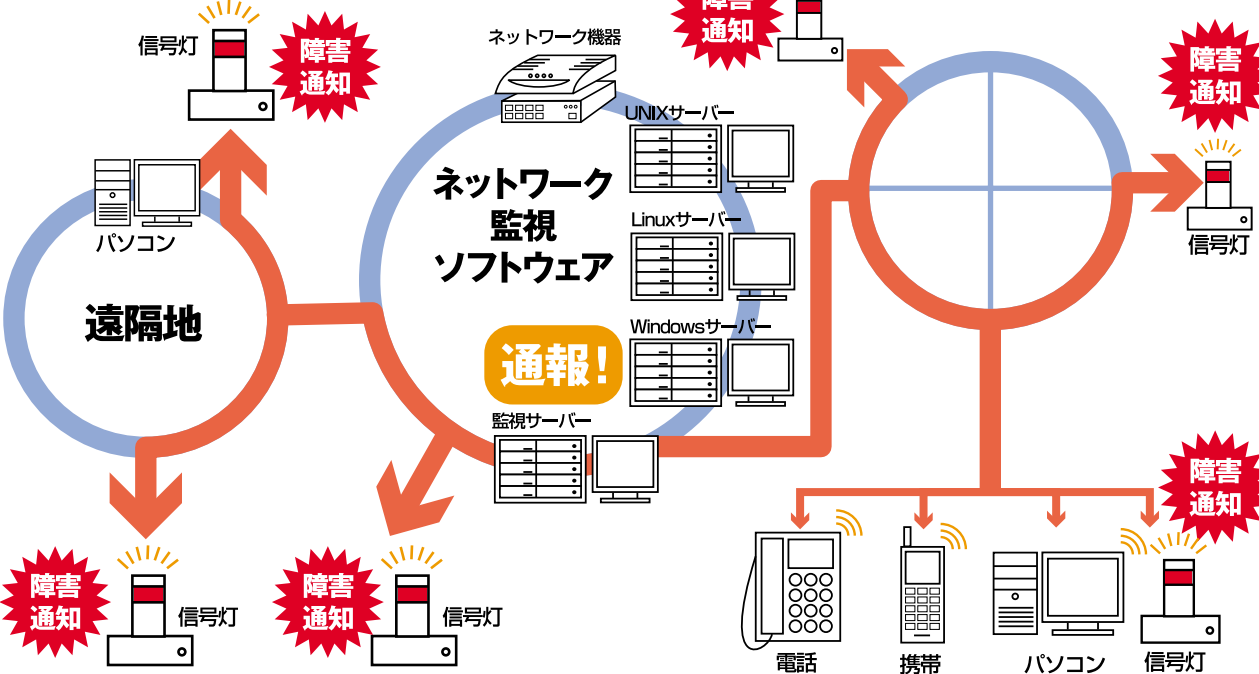 信号灯
障害
通知
パソコン
遠隔地
障害
通知
信号灯
ネットワーク機器
ネットワーク
監視
ソフトウェア
UNIXサーバー
Linuxサーバー
Windowsサーバー
通報!
監視サーバー
障害
通知
信号灯
障害
通知
障害
通知
信号灯
障害
通知
電話
携帯
パソコン
信号灯